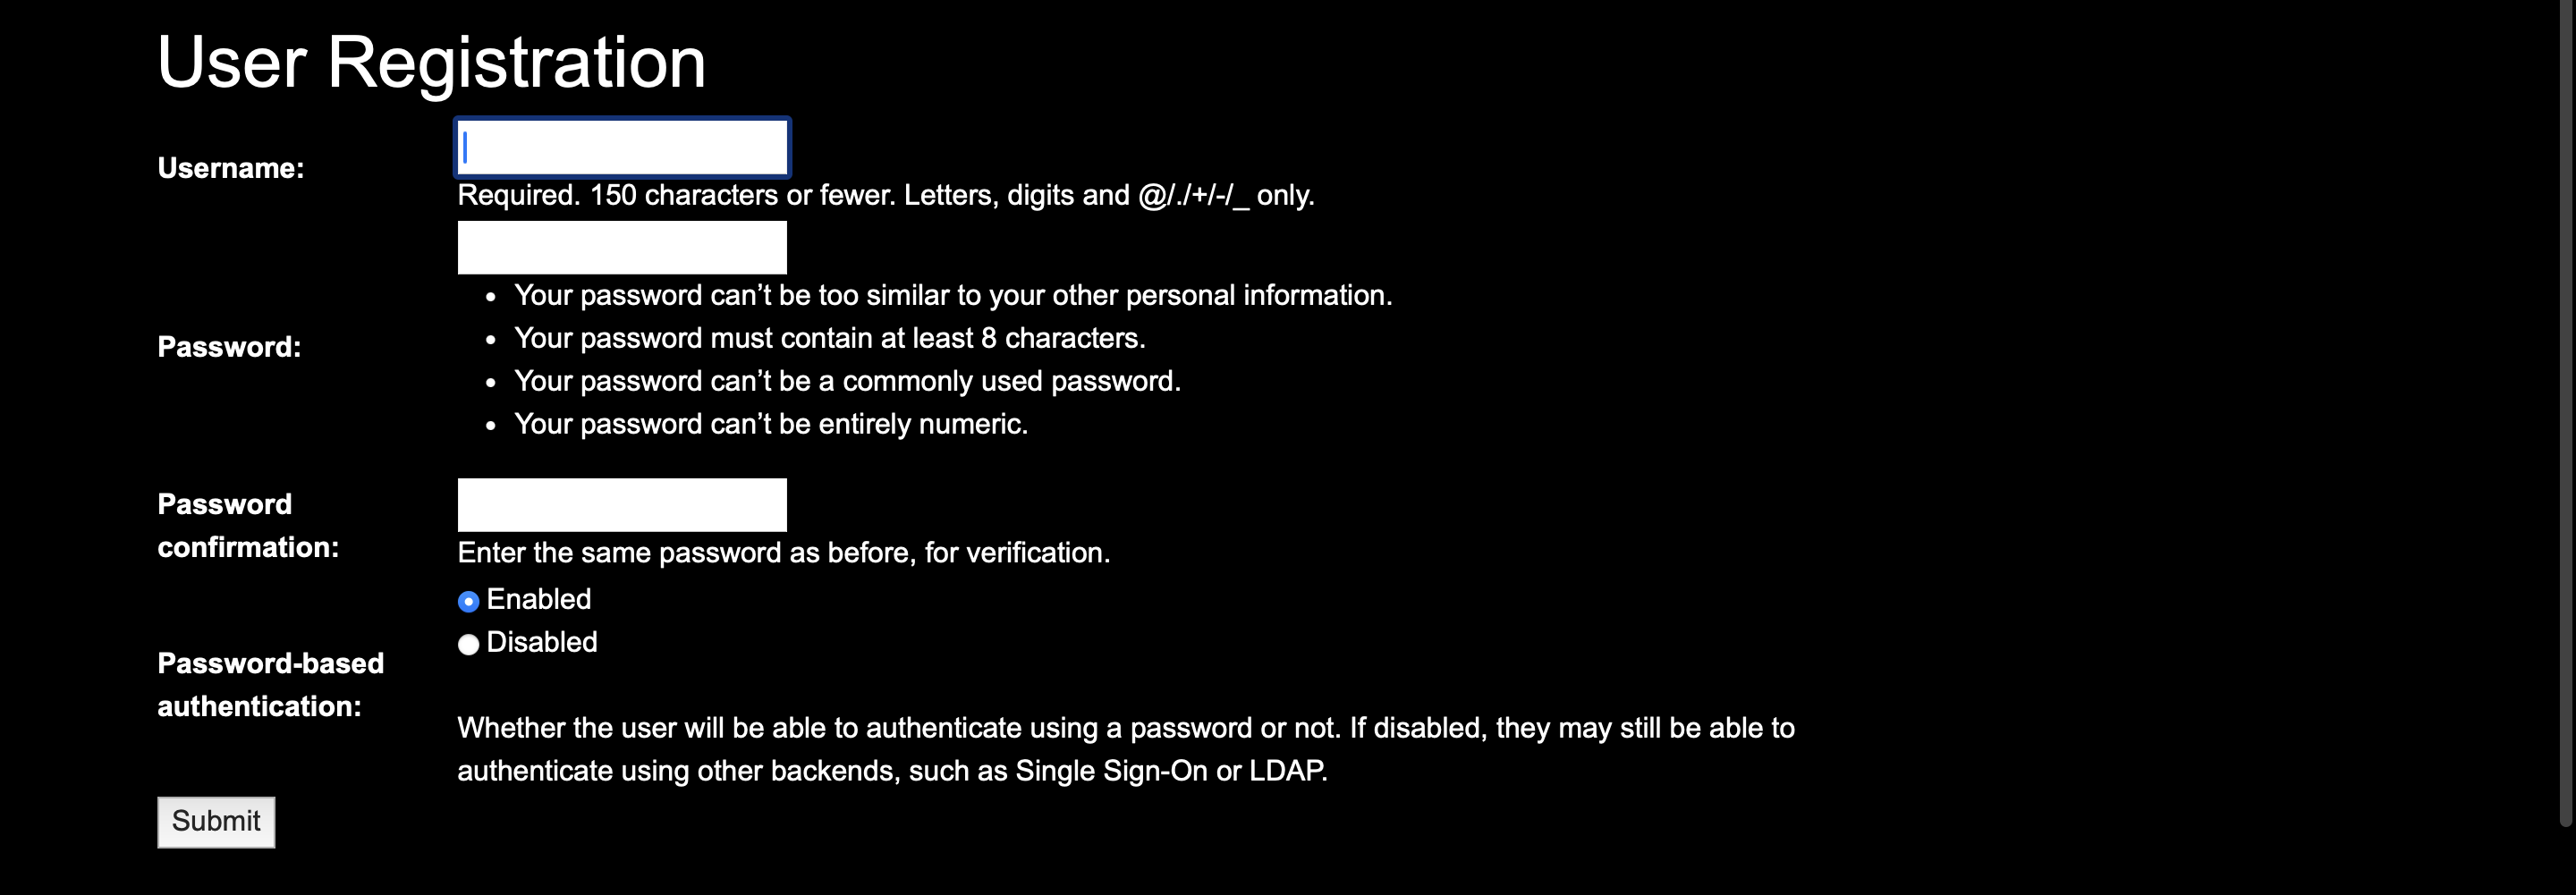 User Registration
Username:
Required. 150 characters or fewer. Letters, digits and @/./+/-/_ only.
Password:
• Your password can’t be too similar to your other personal information.
• Your password must contain at least 8 characters.
• Your password can’t be a commonly used password.
• Your password can’t be entirely numeric.
Password
confirmation:
Enter the same password as before, for verification.
Password-based
authentication:
Enabled
Disabled
Whether the user will be able to authenticate using a password or not. If disabled, they may still be able to
authenticate using other backends, such as Single Sign-On or LDAP.
Submit